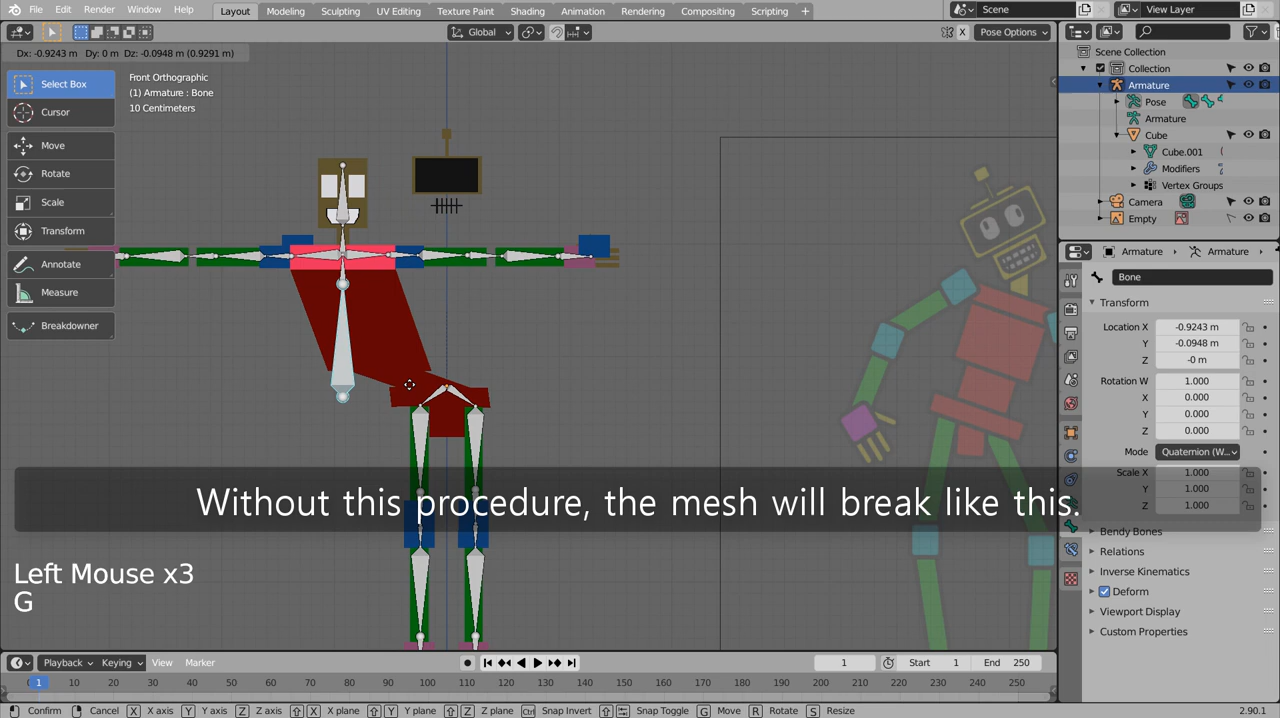 File Edit Render Window Help Layout Modeling Sculpting UV Editing Texture Paint Shading Animation Rendering Compositing Scripting + Scene View Layer
Global X Pose Options
Dx: -0.9243 m Dy: 0 m Dz: -0.0948 m (0.9291 m)
Scene Collection
Collection
Armature
Pose
Armature
Cube
Cube.001
Modifiers
Vertex Groups
Camera
Empty
Select Box
Cursor
Move
Rotate
Scale
Transform
Annotate
Measure
Breakdowner
Front Orthographic
(1) Armature : Bone
10 Centimeters
Armature Armature
Bone
Transform
Location X -0.9243 m
Y -0.0948 m
Z -0 m
Rotation W 1.000
X 0.000
Y 0.000
Z 0.000
Mode Quaternion (W...
Scale X 1.000
Y 1.000
Z 1.000
Bendy Bones
Relations
Inverse Kinematics
Deform
Viewport Display
Custom Properties
Without this procedure, the mesh will break like this.
Left Mouse x3
G
Playback Keying View Marker 1 Start 1 End 250
1 10 20 30 40 50 60 70 80 90 100 110 120 130 140 150 160 170 180 190 200 210 220 230 240 250
Confirm Cancel X X axis Y Y axis Z Z axis X X plane Y Y plane Z Z plane Ctrl Snap Invert Snap Toggle G Move R Rotate S Resize 2.90.1